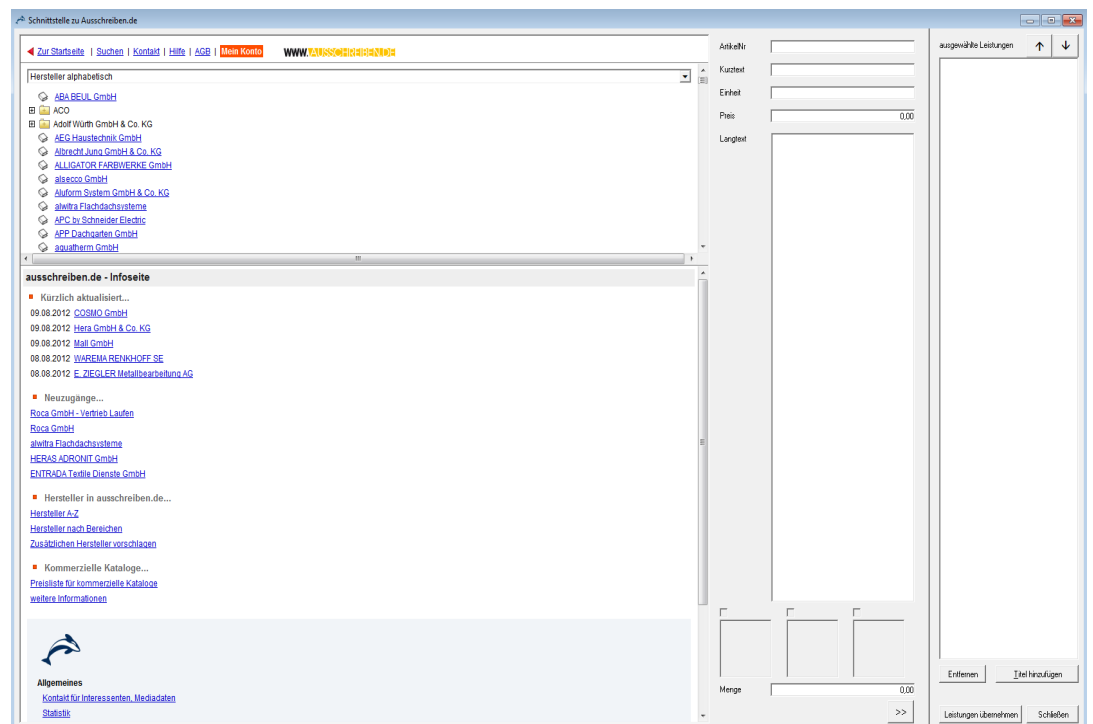 Schnittstelle zu Ausschreiben.de
Zur Startseite | Suchen | Kontakt | Hilfe | AGB | Mein Konto WWW.AUSSCHREIBEN.DE
Hersteller alphabetisch
ABA BEUL GmbH
ACO
Adolf Würth GmbH & Co. KG
AEG Haustechnik GmbH
Albrecht Jung GmbH & Co. KG
ALLIGATOR FARBWERKE GmbH
alsecco GmbH
Aluform System GmbH & Co. KG
alwitra Flachdachsysteme
APC by Schneider Electric
APP Dachgarten GmbH
aquatherm GmbH
ausschreiben.de - Infoseite
Kürzlich aktualisiert...
09.08.2012 COSMO GmbH
09.08.2012 Hera GmbH & Co. KG
09.08.2012 Mall GmbH
08.08.2012 WAREMA RENKHOFF SE
08.08.2012 E. ZIEGLER Metallbearbeitung AG
Neuzugänge...
Roca GmbH - Vertrieb Laufen
Roca GmbH
alwitra Flachdachsysteme
HERAS ADRONIT GmbH
ENTRADA Textile Dienste GmbH
Hersteller in ausschreiben.de...
Hersteller A-Z
Hersteller nach Bereichen
Zusätzlichen Hersteller vorschlagen
Kommerzielle Kataloge...
Preisliste für kommerzielle Kataloge
weitere Informationen
Allgemeines
Kontakt für Interessenten, Mediadaten
Statistik
ArtikelNr
Kurztext
Einheit
Preis 0,00
Langtext
Menge 0,00
>>
ausgewählte Leistungen
Entfernen Titel hinzufügen
Leistungen übernehmen Schließen